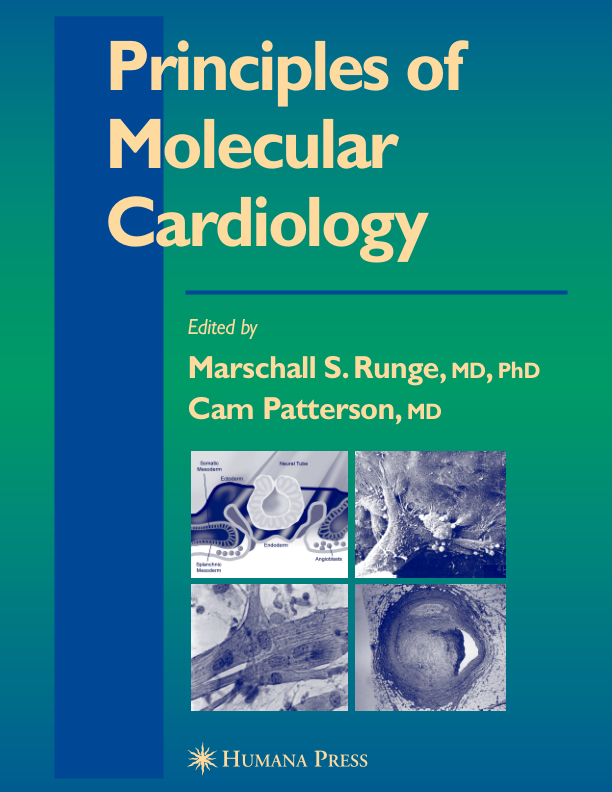 Principles of
Molecular
Cardiology
Edited by
Marschall S. Runge, MD, PhD
Cam Patterson, MD
Somatic
Mesoderm
Neural Tube
Ectoderm
Endoderm
Angioblasts
Splanchnic
Mesoderm
HUMANA PRESS